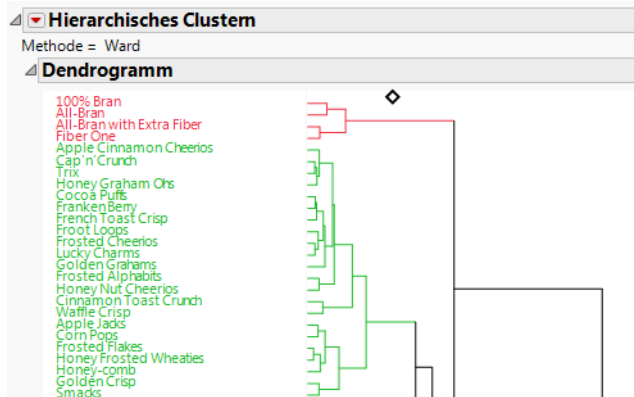 Hierarchisches Clustern
Methode = Ward
Dendrogramm
100% Bran
All-Bran
All-Bran with Extra Fiber
Fiber One
Apple Cinnamon Cheerios
Cap'n'Crunch
Trix
Honey Graham Ohs
Cocoa Puffs
FrankenBerry
French Toast Crisp
Froot Loops
Frosted Cheerios
Lucky Charms
Golden Grahams
Frosted Alphabits
Honey Nut Cheerios
Cinnamon Toast Crunch
Waffle Crisp
Apple Jacks
Corn Pops
Frosted Flakes
Honey Frosted Wheaties
Honey-comb
Golden Crisp
Smacks